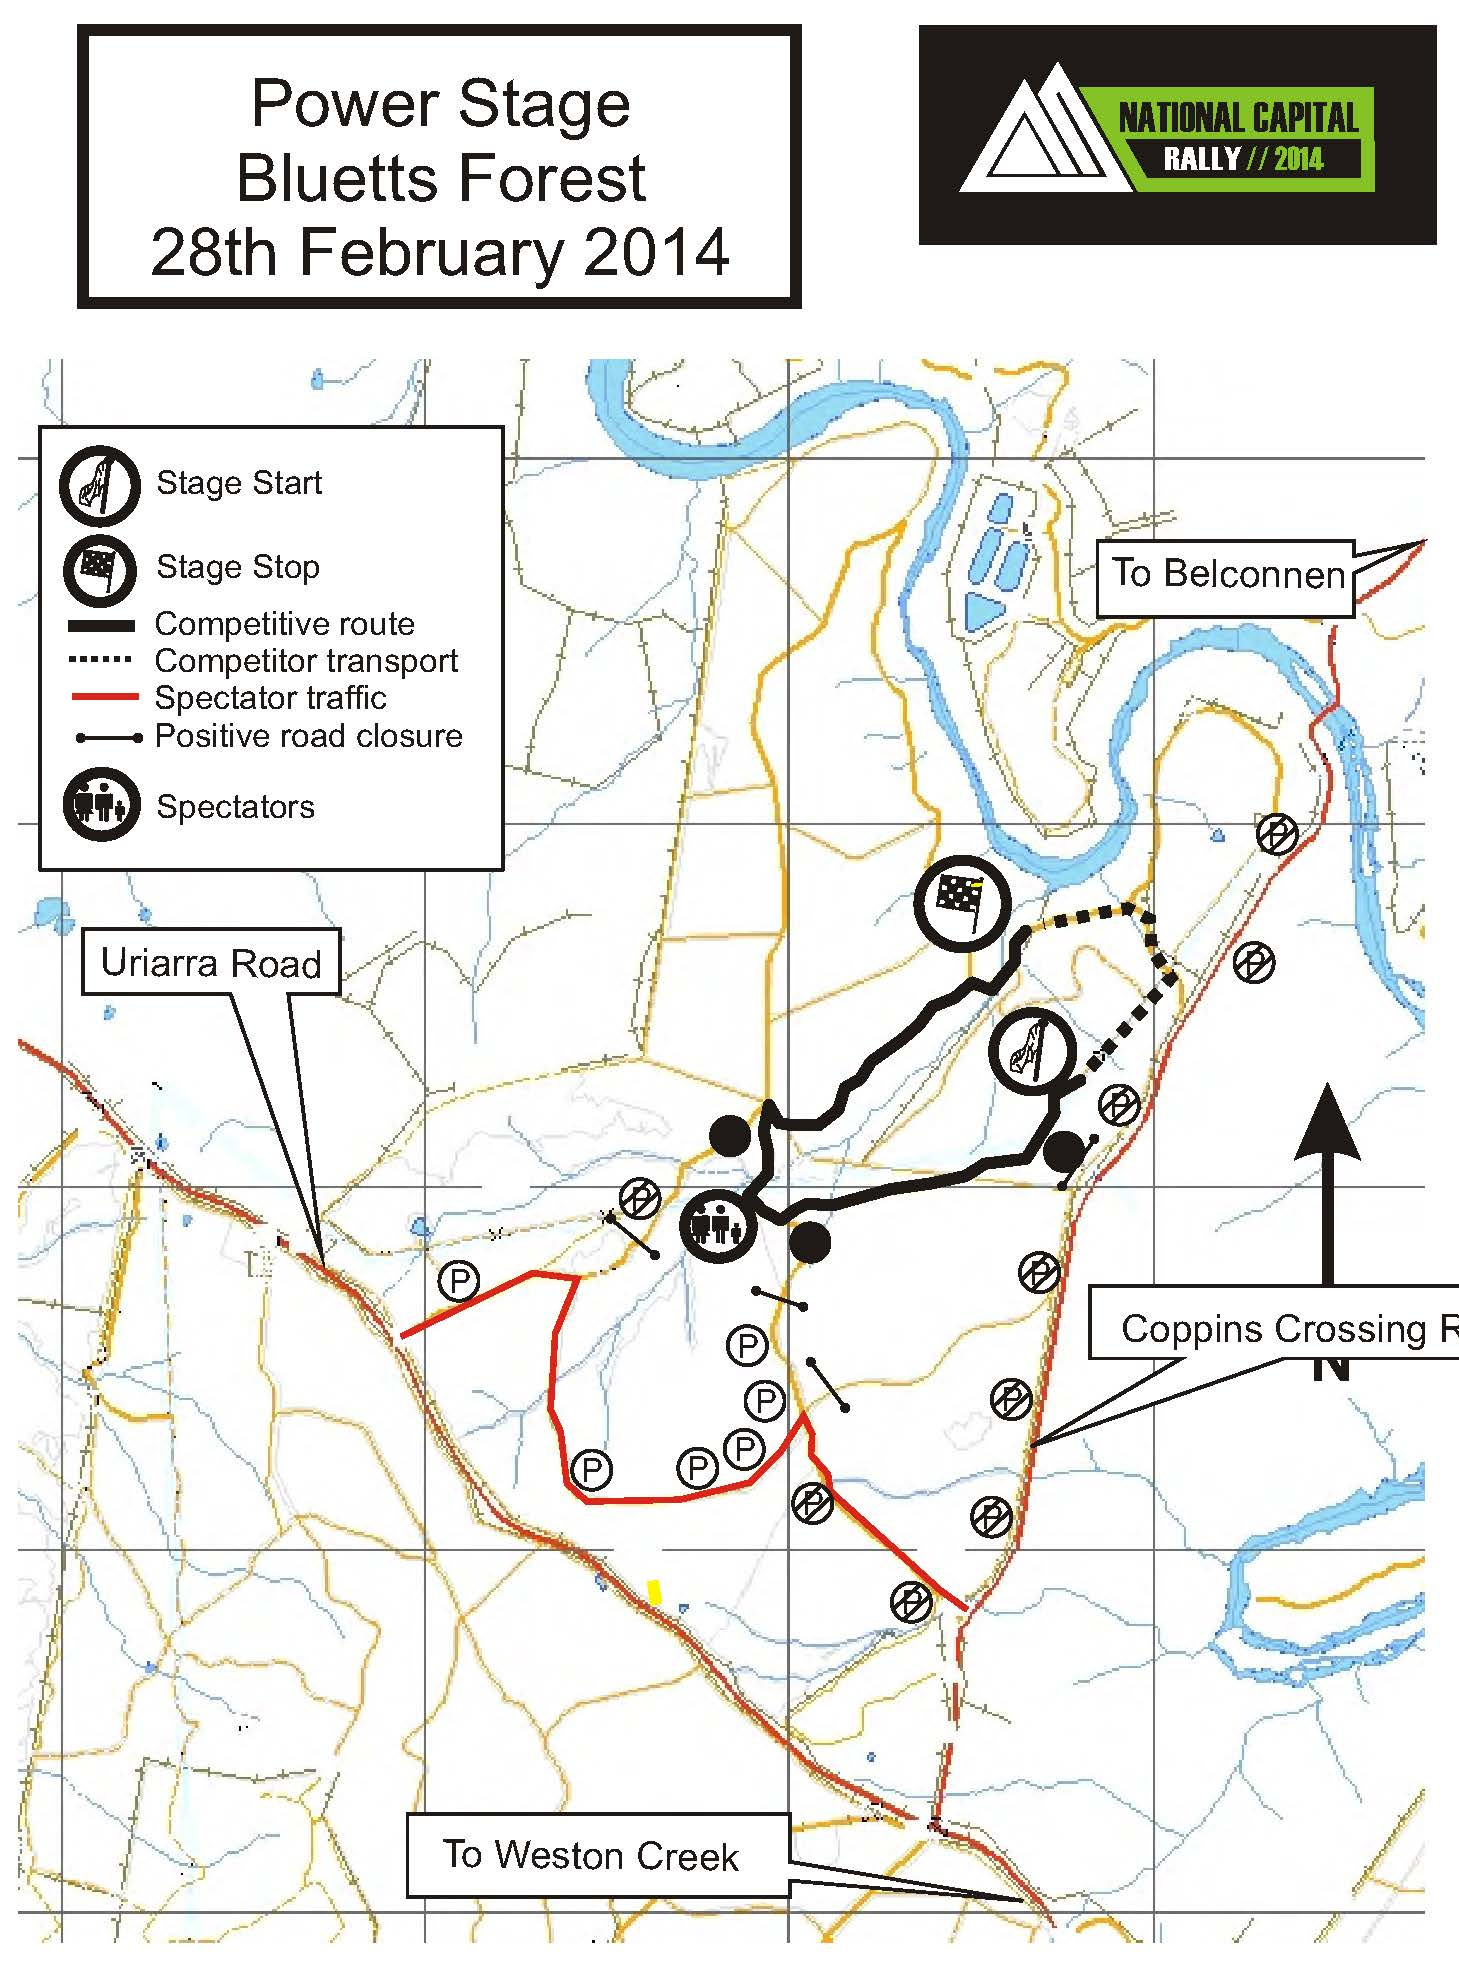 Power Stage
Bluetts Forest
28th February 2014
NATIONAL CAPITAL
RALLY // 2014
Stage Start
Stage Stop
Competitive route
Competitor transport
Spectator traffic
Positive road closure
Spectators
To Belconnen
P
P
Uriarra Road
P
P
P
P
Coppins Crossing R
N
P
P
P
P
P
P
P
P
P
P
To Weston Creek